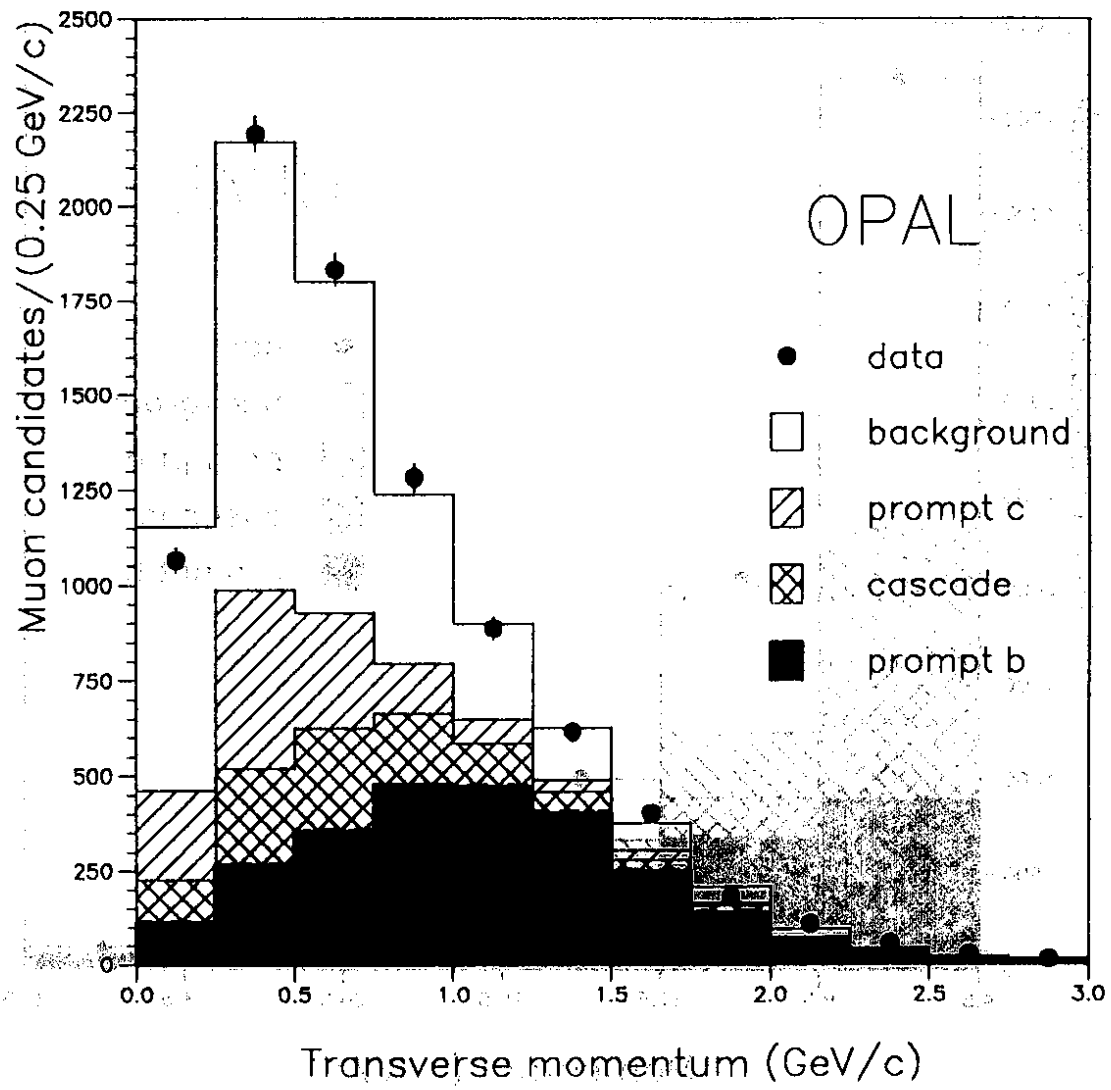 Muon candidates/(0.25 GeV/c)
2500
2250
2000
1750
1500
1250
1000
750
500
250
0
OPAL
data
background
prompt c
cascade
prompt b
0.0 0.5 1.0 1.5 2.0 2.5 3.0
Transverse momentum (GeV/c)